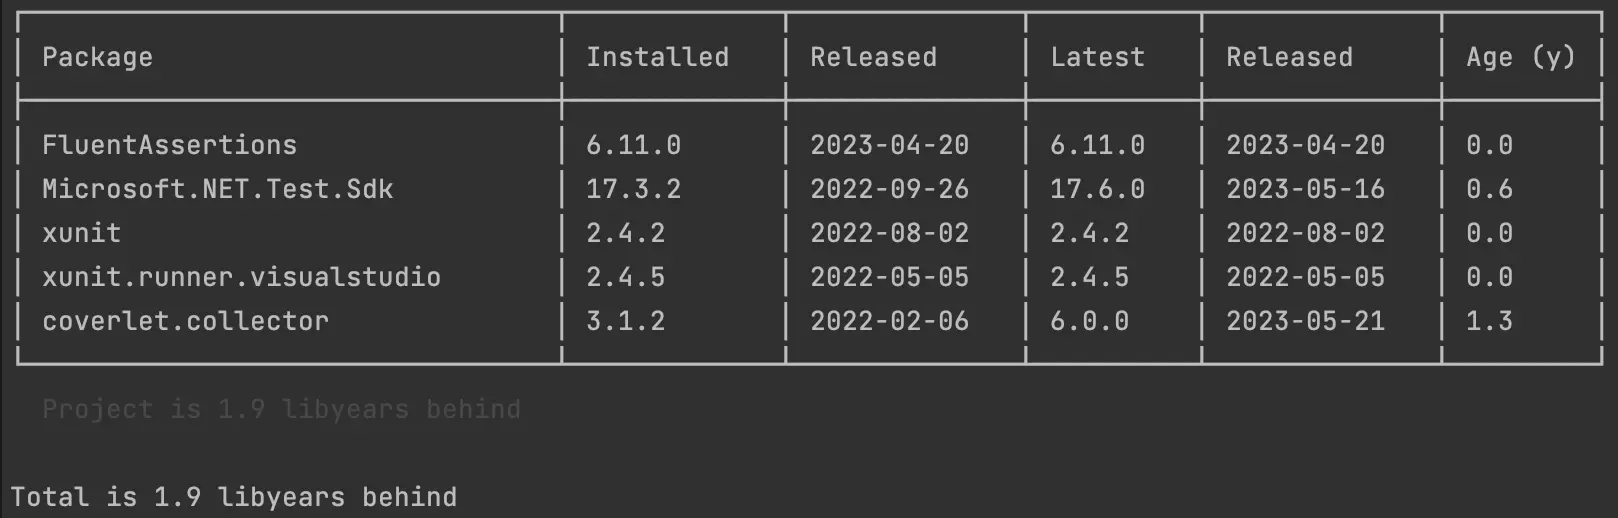 Package Installed Released Latest Released Age (y)
FluentAssertions 6.11.0 2023-04-20 6.11.0 2023-04-20 0.0
Microsoft.NET.Test.Sdk 17.3.2 2022-09-26 17.6.0 2023-05-16 0.6
xunit 2.4.2 2022-08-02 2.4.2 2022-08-02 0.0
xunit.runner.visualstudio 2.4.5 2022-05-05 2.4.5 2022-05-05 0.0
coverlet.collector 3.1.2 2022-02-06 6.0.0 2023-05-21 1.3
Project is 1.9 libyears behind
Total is 1.9 libyears behind